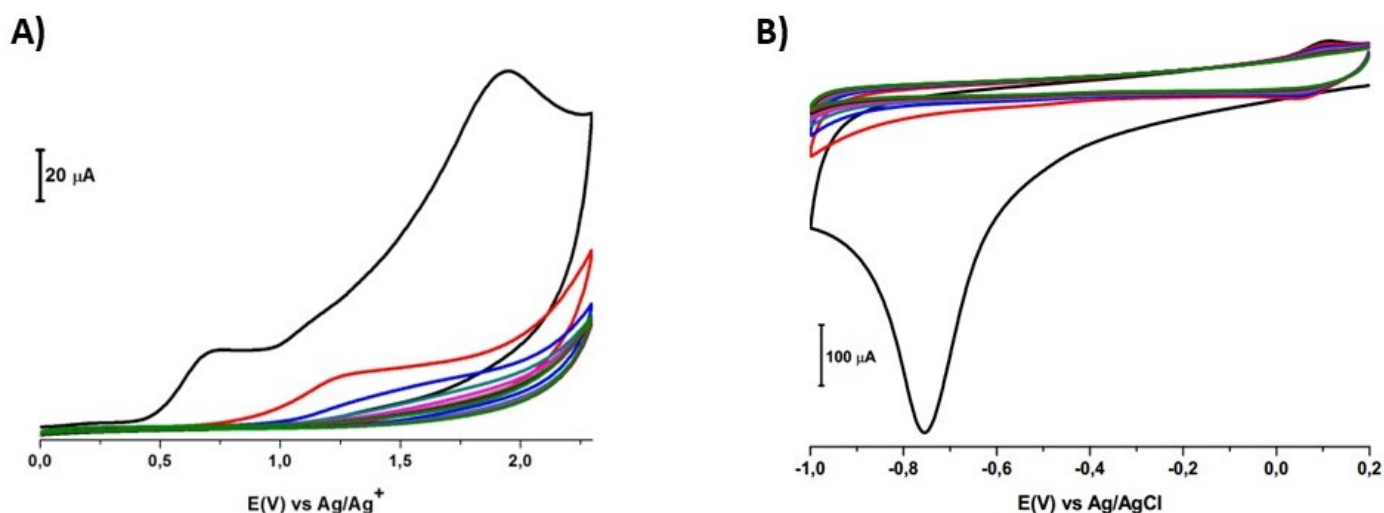 A)
20 μA
0,0 0,5 1,0 1,5 2,0
E(V) vs Ag/Ag+
B)
100 μA
-1,0 -0,8 -0,6 -0,4 -0,2 0,0 0,2
E(V) vs Ag/AgCl